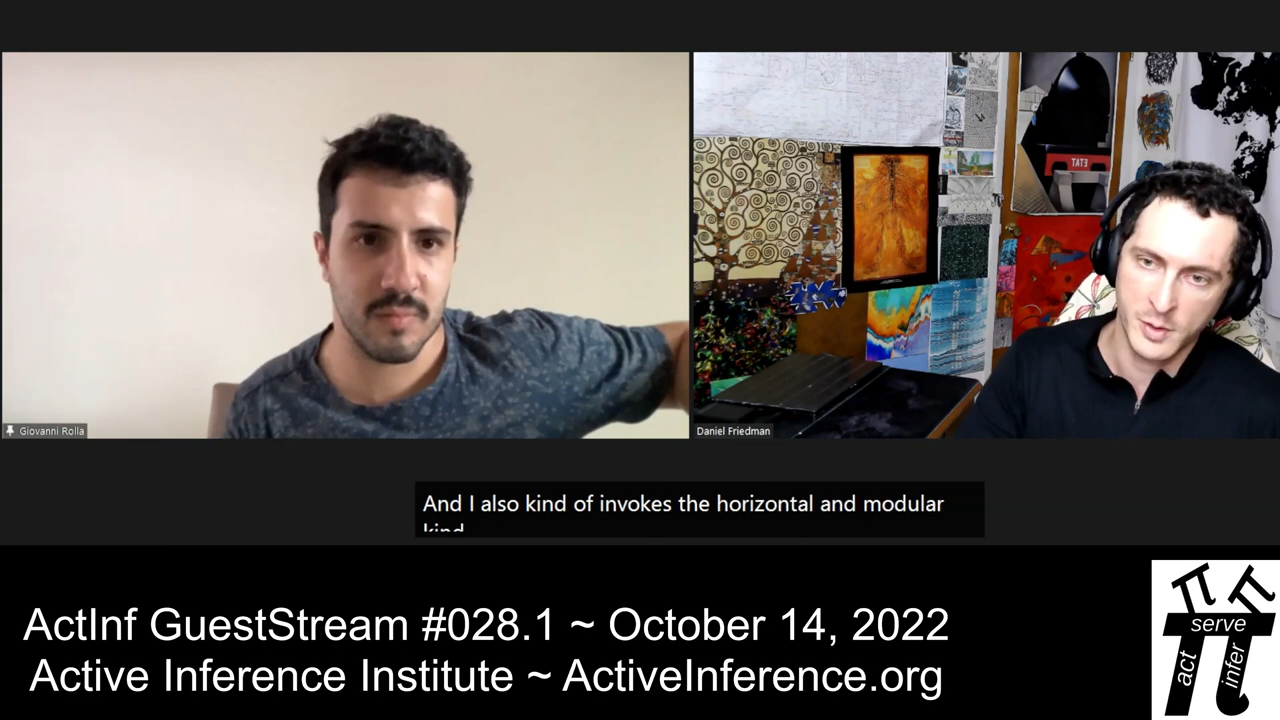 TATE
Giovanni Rolla
Daniel Friedman
And I also kind of invokes the horizontal and modular
kind
ActInf GuestStream #028.1 ~ October 14, 2022
Active Inference Institute ~ ActiveInference.org
serve
act
infer